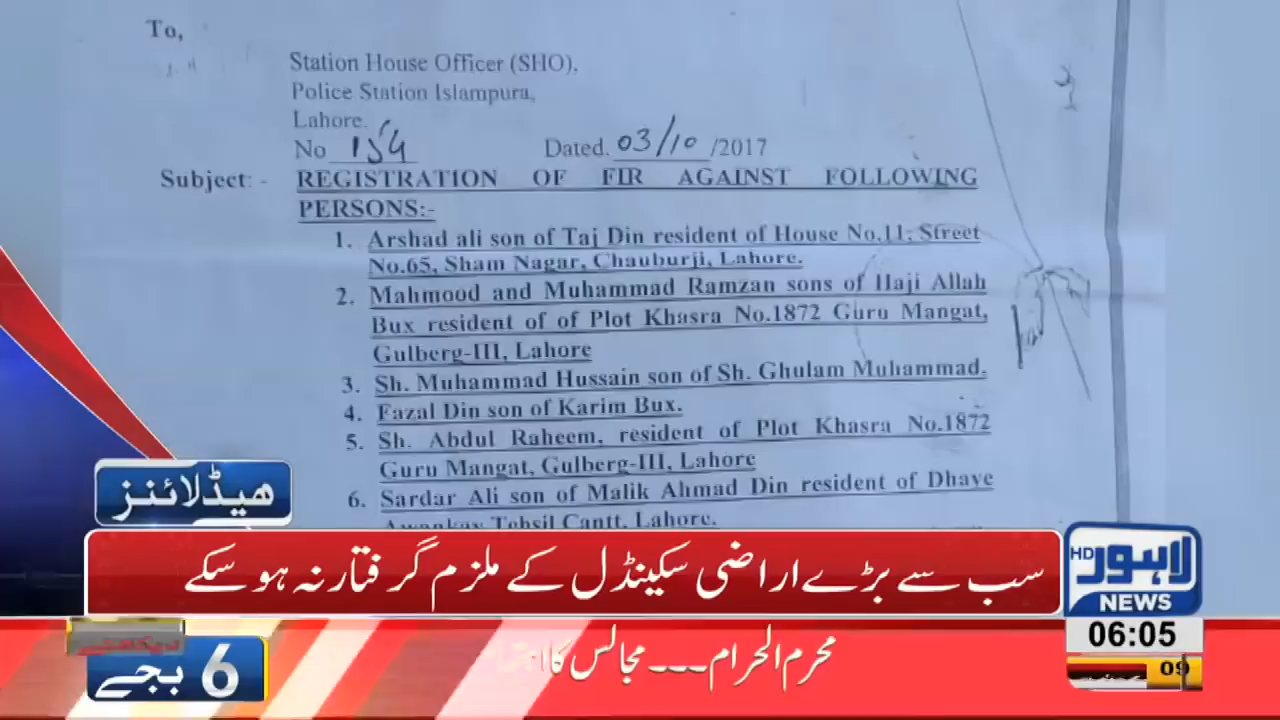 To,
Station House Officer (SHO),
Police Station Islampura,
Lahore.
No 154 Dated. 03/10 /2017
Subject:- REGISTRATION OF FIR AGAINST FOLLOWING
PERSONS:-
1. Arshad ali son of Taj Din resident of House No.11; Street
No.65, Sham Nagar, Chauburji, Lahore.
2. Mahmood and Muhammad Ramzan sons of Haji Allah
Bux resident of of Plot Khasra No.1872 Guru Mangat,
Gulberg-III, Lahore
3. Sh. Muhammad Hussain son of Sh. Ghulam Muhammad.
4. Fazal Din son of Karim Bux.
5. Sh. Abdul Raheem, resident of Plot Khasra No.1872
Guru Mangat, Gulberg-III, Lahore
6. Sardar Ali son of Malik Ahmad Din resident of Dhaye
Awankay Tehsil Cantt, Lahore.
ہیڈلائنز
سب سے بڑے اراضی سکینڈل کے ملزم گرفتار نہ ہوسکے
لاہور HD
NEWS
06:05
محرم الحرام ۔۔۔ مجالس کا
6 بجے
09